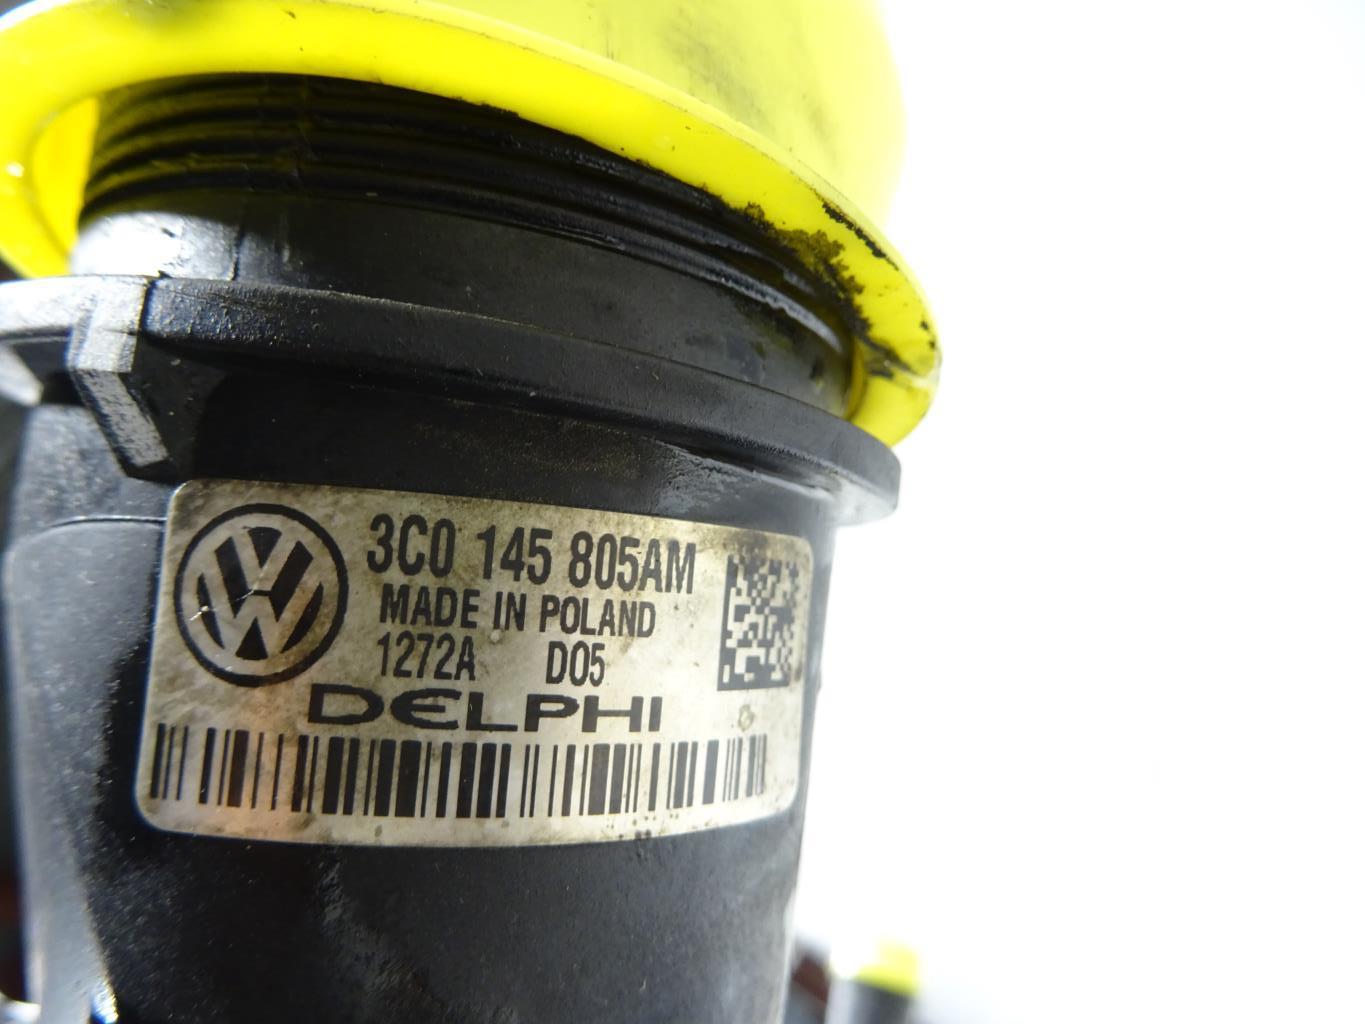 3C0 145 805AM
MADE IN POLAND
1272A D05
DELPHI